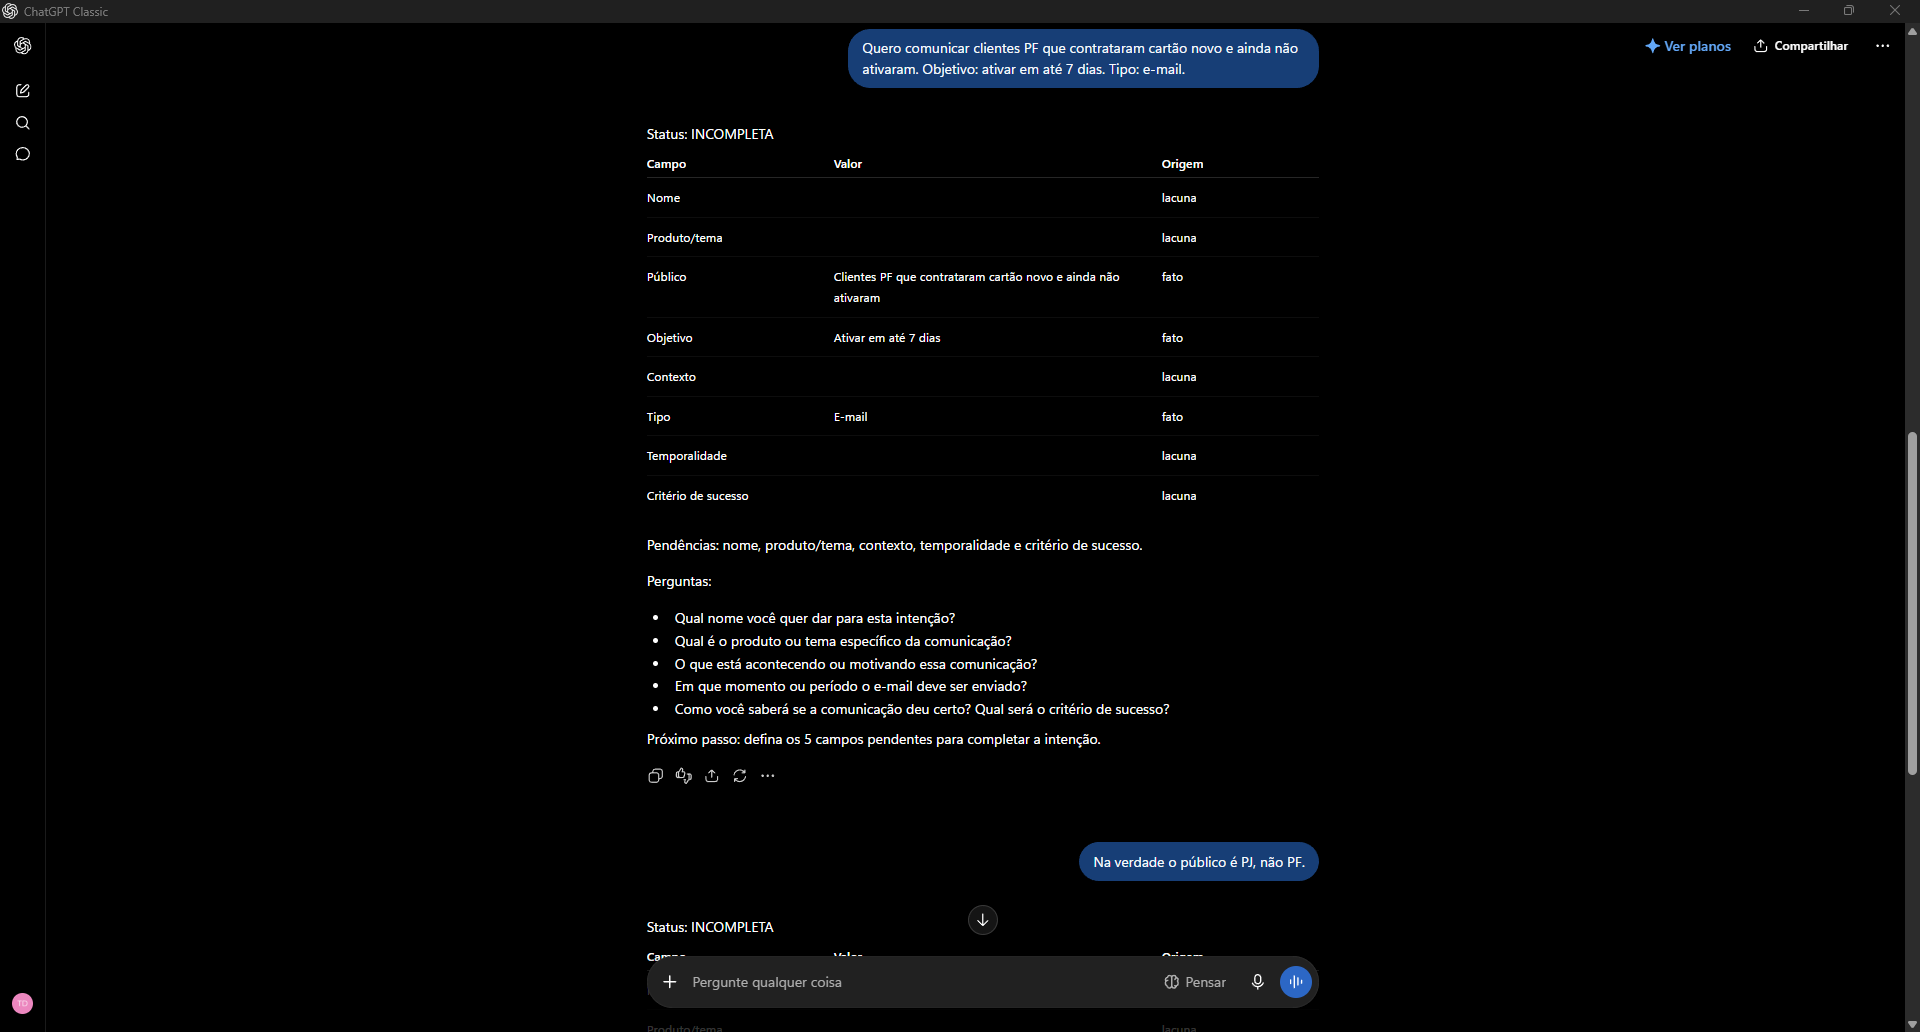 ChatGPT Classic
Ver planos
Compartilhar
Quero comunicar clientes PF que contrataram cartão novo e ainda não
ativaram. Objetivo: ativar em até 7 dias. Tipo: e-mail.
Status: INCOMPLETA
Campo Valor Origem
Nome lacuna
Produto/tema lacuna
Público Clientes PF que contrataram cartão novo e ainda não fato
ativaram
Objetivo Ativar em até 7 dias fato
Contexto lacuna
Tipo E-mail fato
Temporalidade lacuna
Critério de sucesso lacuna
Pendências: nome, produto/tema, contexto, temporalidade e critério de sucesso.
Perguntas:
• Qual nome você quer dar para esta intenção?
• Qual é o produto ou tema específico da comunicação?
• O que está acontecendo ou motivando essa comunicação?
• Em que momento ou período o e-mail deve ser enviado?
• Como você saberá se a comunicação deu certo? Qual será o critério de sucesso?
Próximo passo: defina os 5 campos pendentes para completar a intenção.
Na verdade o público é PJ, não PF.
Status: INCOMPLETA
Campo Valor Origem
Pergunte qualquer coisa Pensar
TD
Produto/tema lacuna